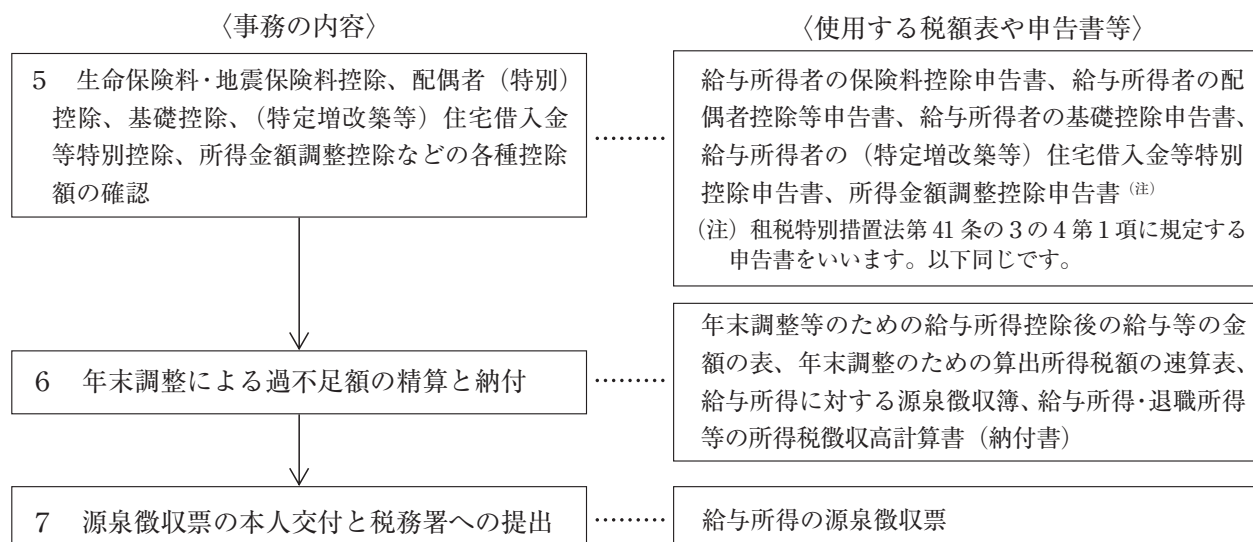 〈事務の内容〉
〈使用する税額表や申告書等〉
5 生命保険料・地震保険料控除、配偶者（特別）
控除、基礎控除、（特定増改築等）住宅借入金
等特別控除、所得金額調整控除などの各種控除
額の確認
………
給与所得者の保険料控除申告書、給与所得者の配
偶者控除等申告書、給与所得者の基礎控除申告書、
給与所得者の（特定増改築等）住宅借入金等特別
控除申告書、所得金額調整控除申告書（注）
（注）租税特別措置法第41条の3の4第1項に規定する
申告書をいいます。以下同じです。
6 年末調整による過不足額の精算と納付
………
年末調整等のための給与所得控除後の給与等の金
額の表、年末調整のための算出所得税額の速算表、
給与所得に対する源泉徴収簿、給与所得・退職所得
等の所得税徴収高計算書（納付書）
7 源泉徴収票の本人交付と税務署への提出
………
給与所得の源泉徴収票